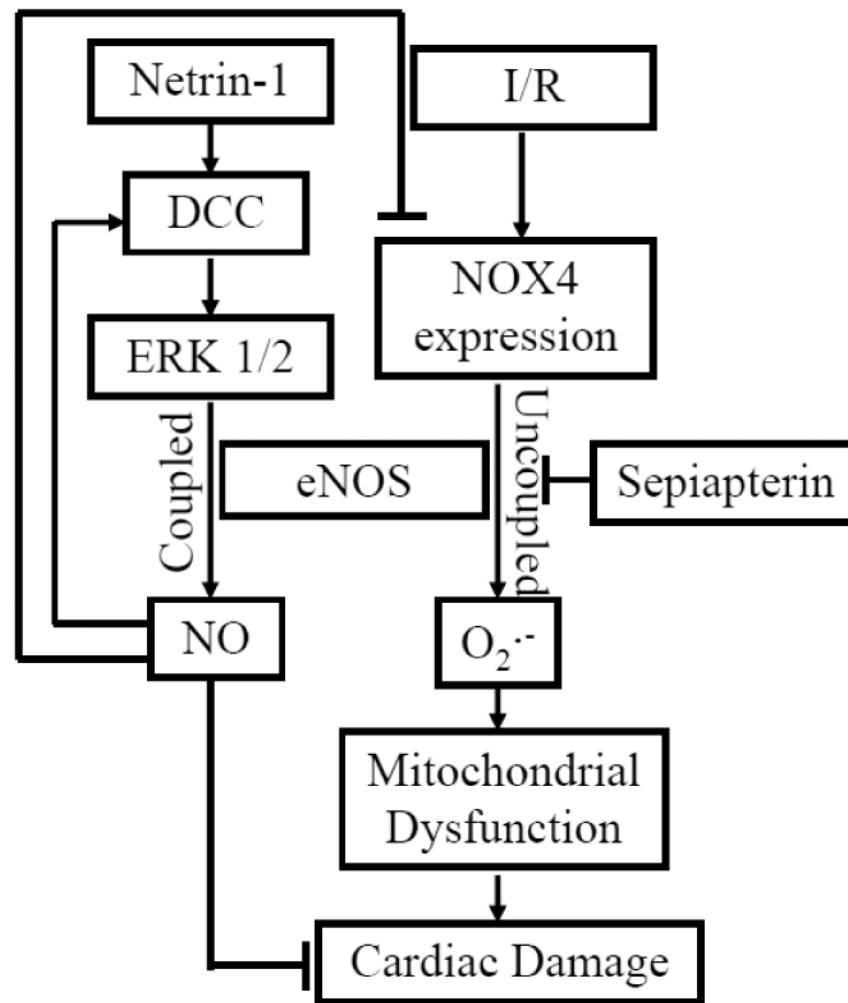 Netrin-1
I/R
DCC
NOX4
expression
ERK 1/2
Coupled
eNOS
Uncoupled
Sepiapterin
NO
O₂·⁻
Mitochondrial
Dysfunction
Cardiac Damage